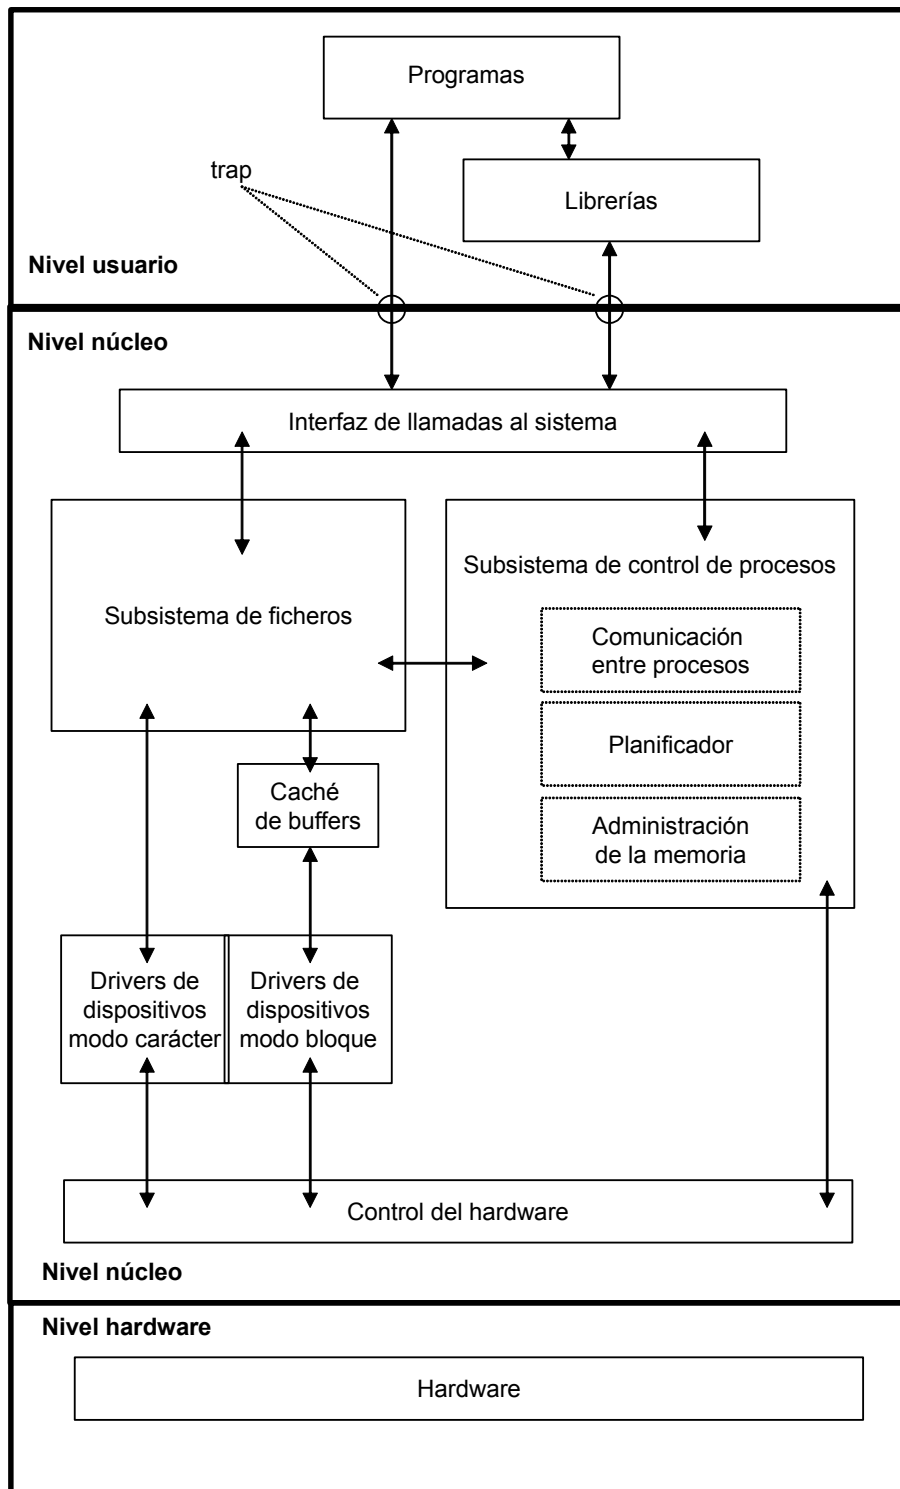 Programas
trap
Librerías
Nivel usuario
Nivel núcleo
Interfaz de llamadas al sistema
Subsistema de ficheros
Subsistema de control de procesos
Comunicación
entre procesos
Planificador
Administración
de la memoria
Caché
de buffers
Drivers de
dispositivos
modo carácter
Drivers de
dispositivos
modo bloque
Control del hardware
Nivel núcleo
Nivel hardware
Hardware